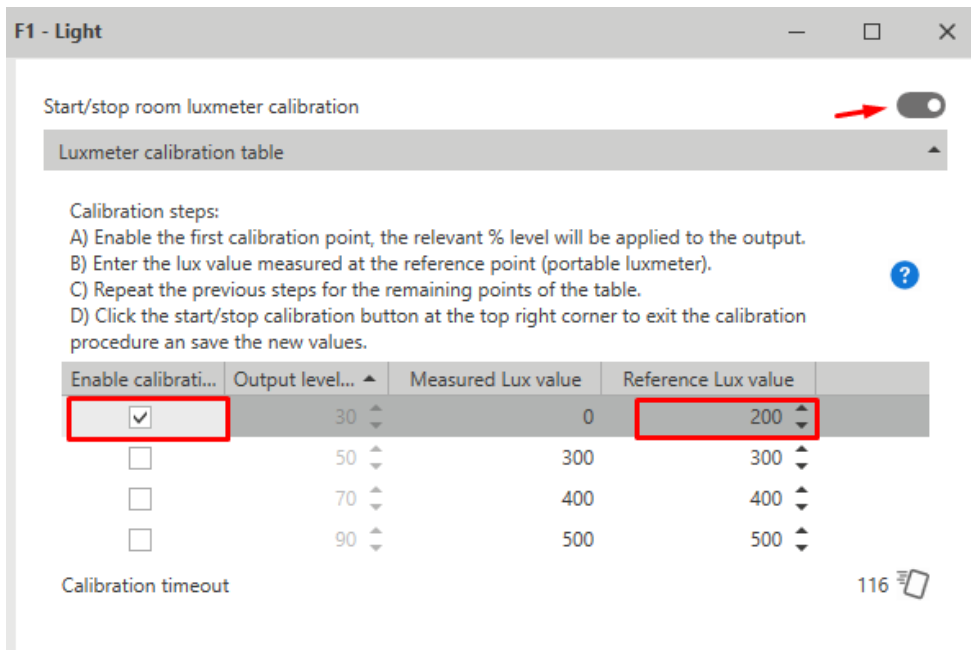 F1 - Light
Start/stop room luxmeter calibration
Luxmeter calibration table
Calibration steps:
A) Enable the first calibration point, the relevant % level will be applied to the output.
B) Enter the lux value measured at the reference point (portable luxmeter).
C) Repeat the previous steps for the remaining points of the table.
D) Click the start/stop calibration button at the top right corner to exit the calibration
procedure an save the new values.
?
Enable calibrati... Output level... Measured Lux value Reference Lux value
30 0 200
50 300 300
70 400 400
90 500 500
Calibration timeout 116